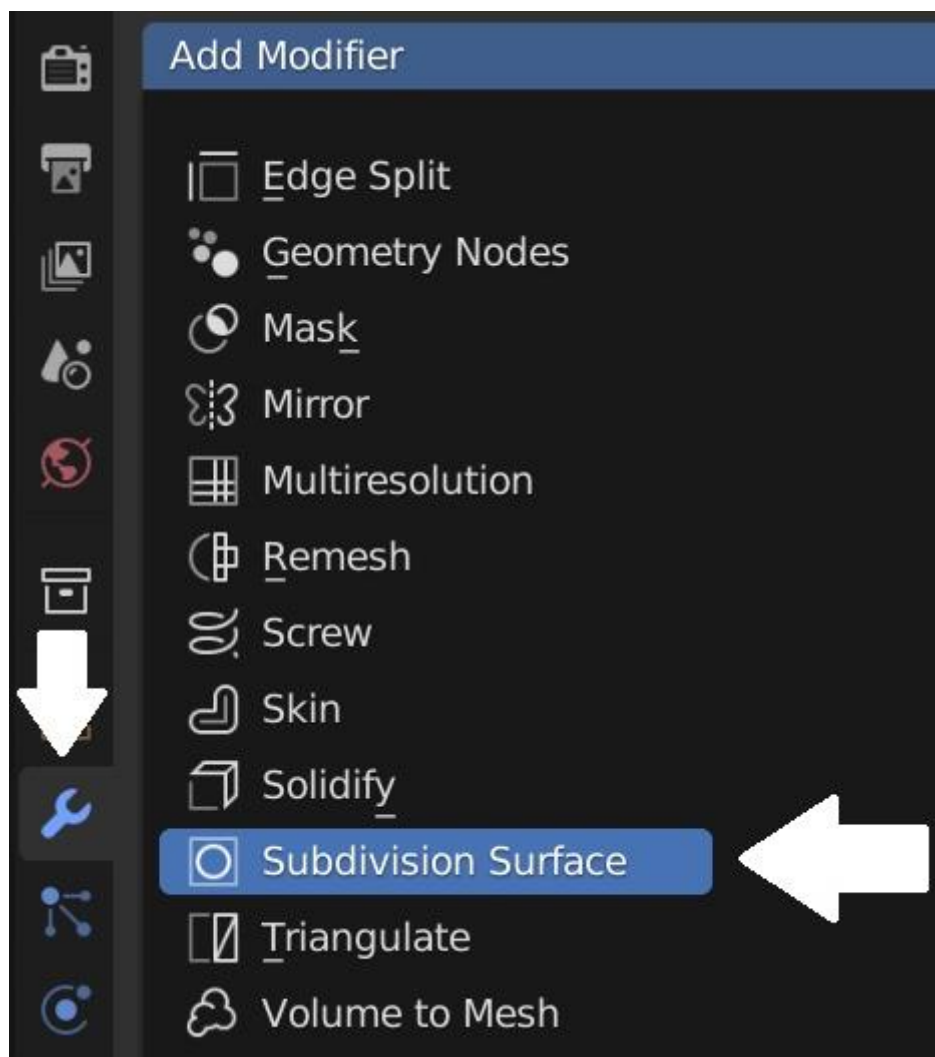 Add Modifier
Edge Split
Geometry Nodes
Mask
Mirror
Multiresolution
Remesh
Screw
Skin
Solidify
Subdivision Surface
Triangulate
Volume to Mesh